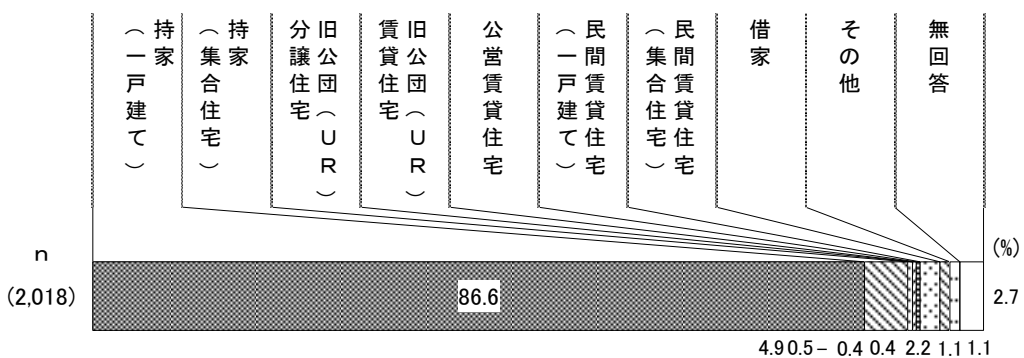 持家
（一戸建て）
持家
（集合住宅）
旧公団（ＵＲ）
分譲住宅
旧公団（ＵＲ）
賃貸住宅
公営賃貸住宅
民間賃貸住宅
（一戸建て）
民間賃貸住宅
（集合住宅）
借家
その他
無回答
(%)
n
(2,018)
86.6
2.7
4.9 0.5 – 0.4 0.4 2.2 1.1 1.1